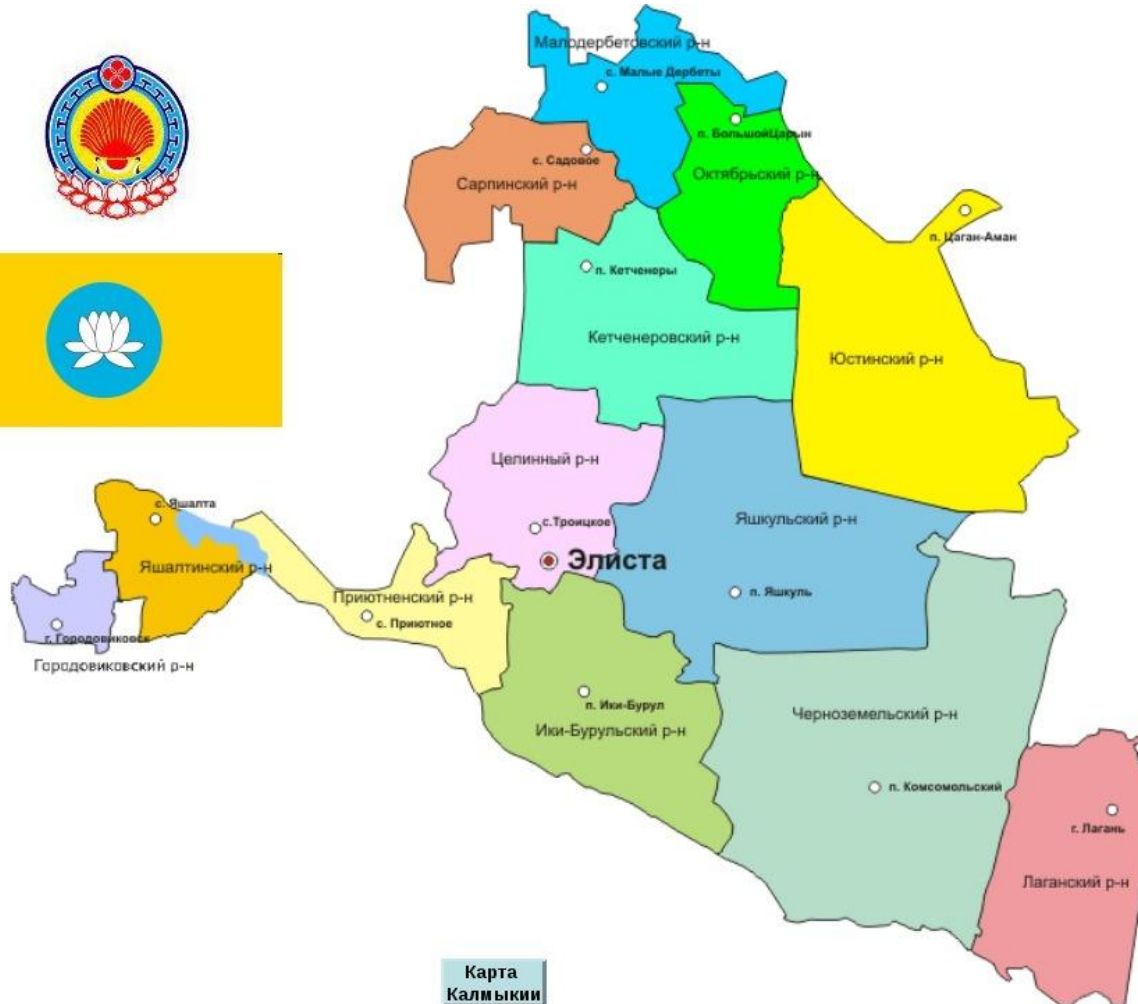 Малодербетовский р-н
с. Малые Дербеты
п. БольшойЦарын
с. Садовое
Октябрьский р-н
Сарпинский р-н
п. Цаган-Аман
п. Кетченеры
Кетченеровский р-н
Юстинский р-н
Целинный р-н
с. Яшалта
с.Троицкое
Яшкульский р-н
Элиста
Яшалтинский р-н
п. Яшкуль
Приютненский р-н
с. Приютное
г. Городовиковск
Городовиковский р-н
п. Ики-Бурул
Черноземельский р-н
Ики-Бурульский р-н
п. Комсомольский
г. Лагань
Лаганский р-н
Карта
Калмыкии